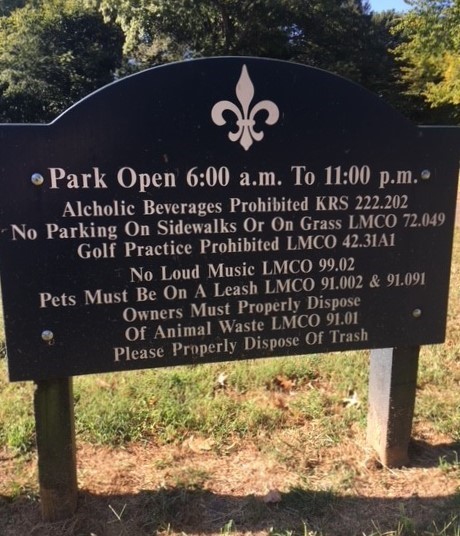 Park Open 6:00 a.m. To 11:00 p.m.
Alcholic Beverages Prohibited KRS 222.202
No Parking On Sidewalks Or On Grass LMCO 72.049
Golf Practice Prohibited LMCO 42.31A1
No Loud Music LMCO 99.02
Pets Must Be On A Leash LMCO 91.002 & 91.091
Owners Must Properly Dispose
Of Animal Waste LMCO 91.01
Please Properly Dispose Of Trash